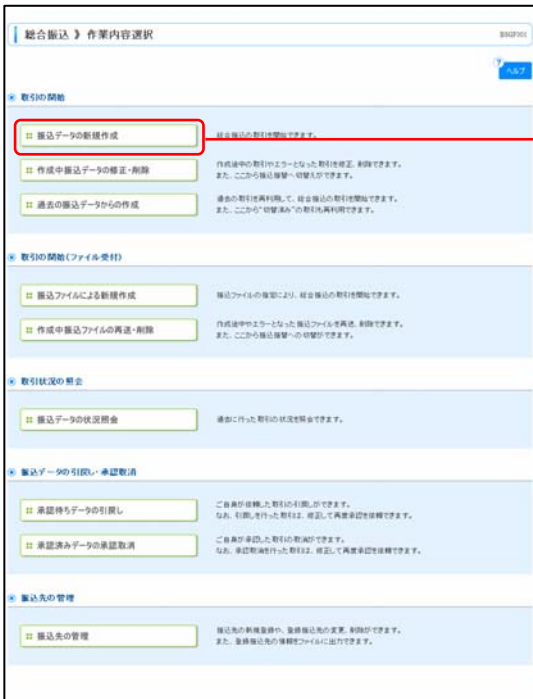 総合振込 》 作業内容選択
BSGF001
ヘルプ
取引の開始
振込データの新規作成
総合振込の取引を開始できます。
作成中振込データの修正・削除
作成途中の取引やエラーとなった取引を修正、削除できます。
また、ここから振込振替へ切替えができます。
過去の振込データからの作成
過去の取引を再利用して、総合振込の取引を開始できます。
また、ここから“切替済み”の取引も再利用できます。
取引の開始(ファイル受付)
振込ファイルによる新規作成
振込ファイルの指定により、総合振込の取引を開始できます。
作成中振込ファイルの再送・削除
作成途中やエラーとなった振込ファイルを再送、削除できます。
また、ここから振込振替への切替ができます。
取引状況の照会
振込データの状況照会
過去に行った取引の状況を照会できます。
振込データの引戻し・承認取消
承認待ちデータの引戻し
ご自身が依頼した取引の引戻しができます。
なお、引戻しを行った取引は、修正して再度承認を依頼できます。
承認済みデータの承認取消
ご自身が承認した取引の取消ができます。
なお、承認取消を行った取引は、修正して再度承認を依頼できます。
振込先の管理
振込先の管理
振込先の新規登録や、登録振込先の変更、削除ができます。
また、登録振込先の情報をファイルに出力できます。